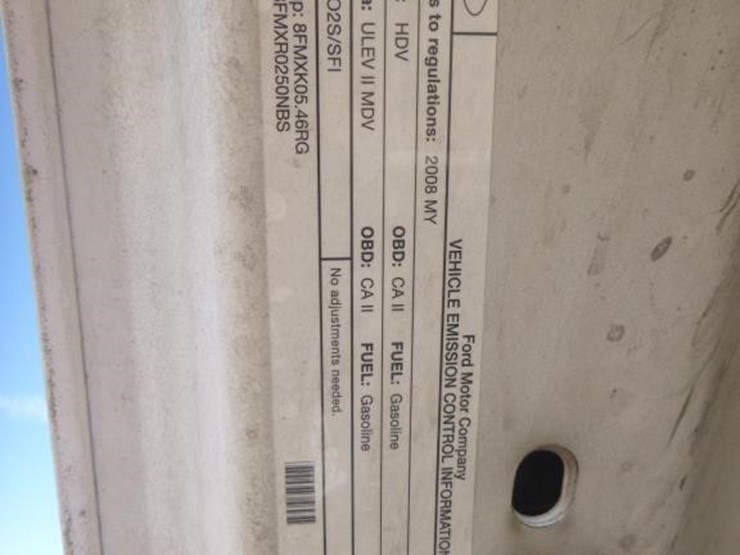 Ford Motor Company
VEHICLE EMISSION CONTROL INFORMATION
s to regulations: 2008 MY
: HDV OBD: CA II FUEL: Gasoline
a: ULEV II MDV OBD: CA II FUEL: Gasoline
O2S/SFI No adjustments needed.
p: 8FMXK05.46RG
FMXR0250NBS